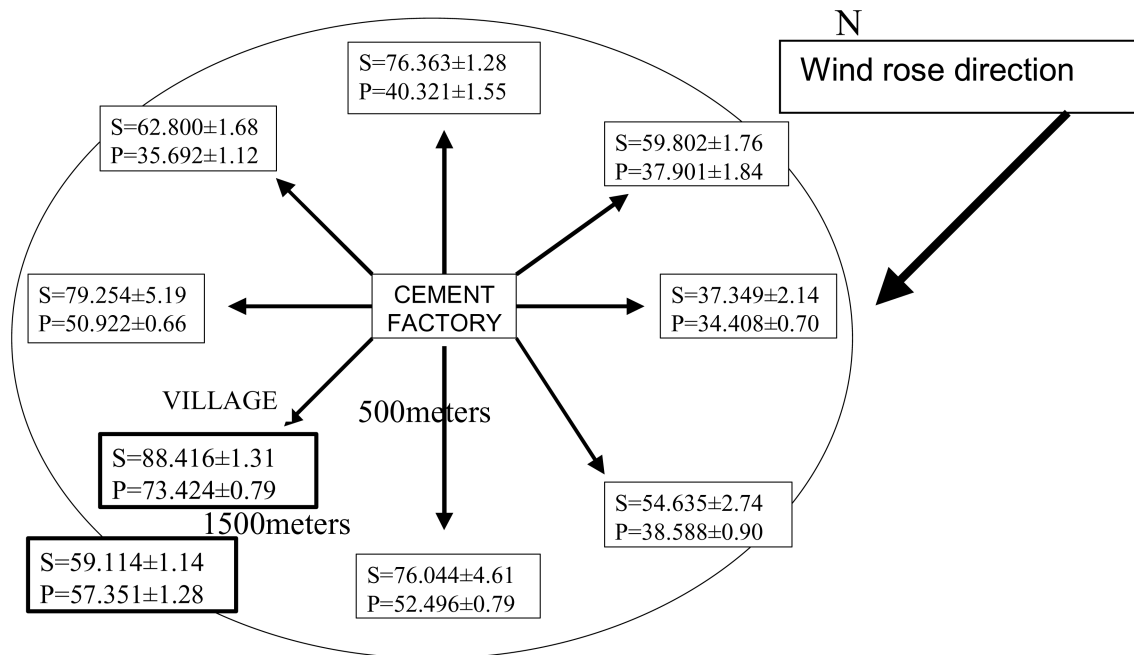 N
Wind rose direction
S=76.363±1.28
P=40.321±1.55
S=62.800±1.68
P=35.692±1.12
S=59.802±1.76
P=37.901±1.84
S=79.254±5.19
P=50.922±0.66
CEMENT
FACTORY
S=37.349±2.14
P=34.408±0.70
VILLAGE
500meters
S=88.416±1.31
P=73.424±0.79
1500meters
S=54.635±2.74
P=38.588±0.90
S=59.114±1.14
P=57.351±1.28
S=76.044±4.61
P=52.496±0.79